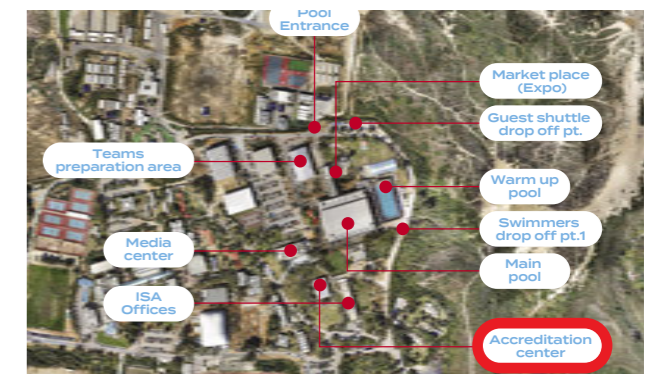 Pool
Entrance
Market place
(Expo)
Guest shuttle
drop off pt.
Teams
preparation area
Warm up
pool
Swimmers
drop off pt.1
Media
center
Main
pool
ISA
Offices
Accreditation
center